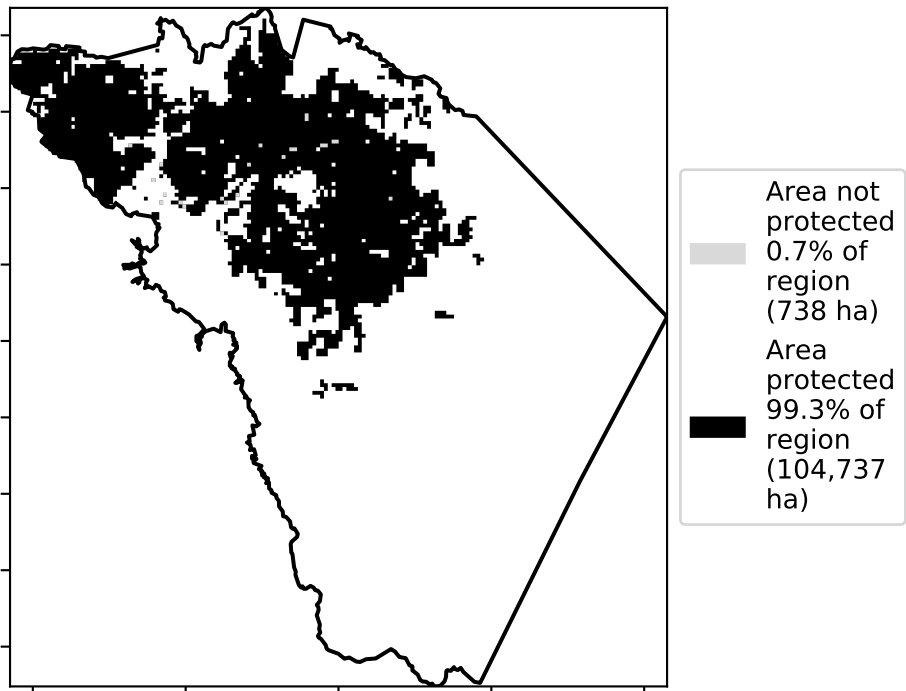 Area not
protected
0.7% of
region
(738 ha)
Area
protected
99.3% of
region
(104,737
ha)